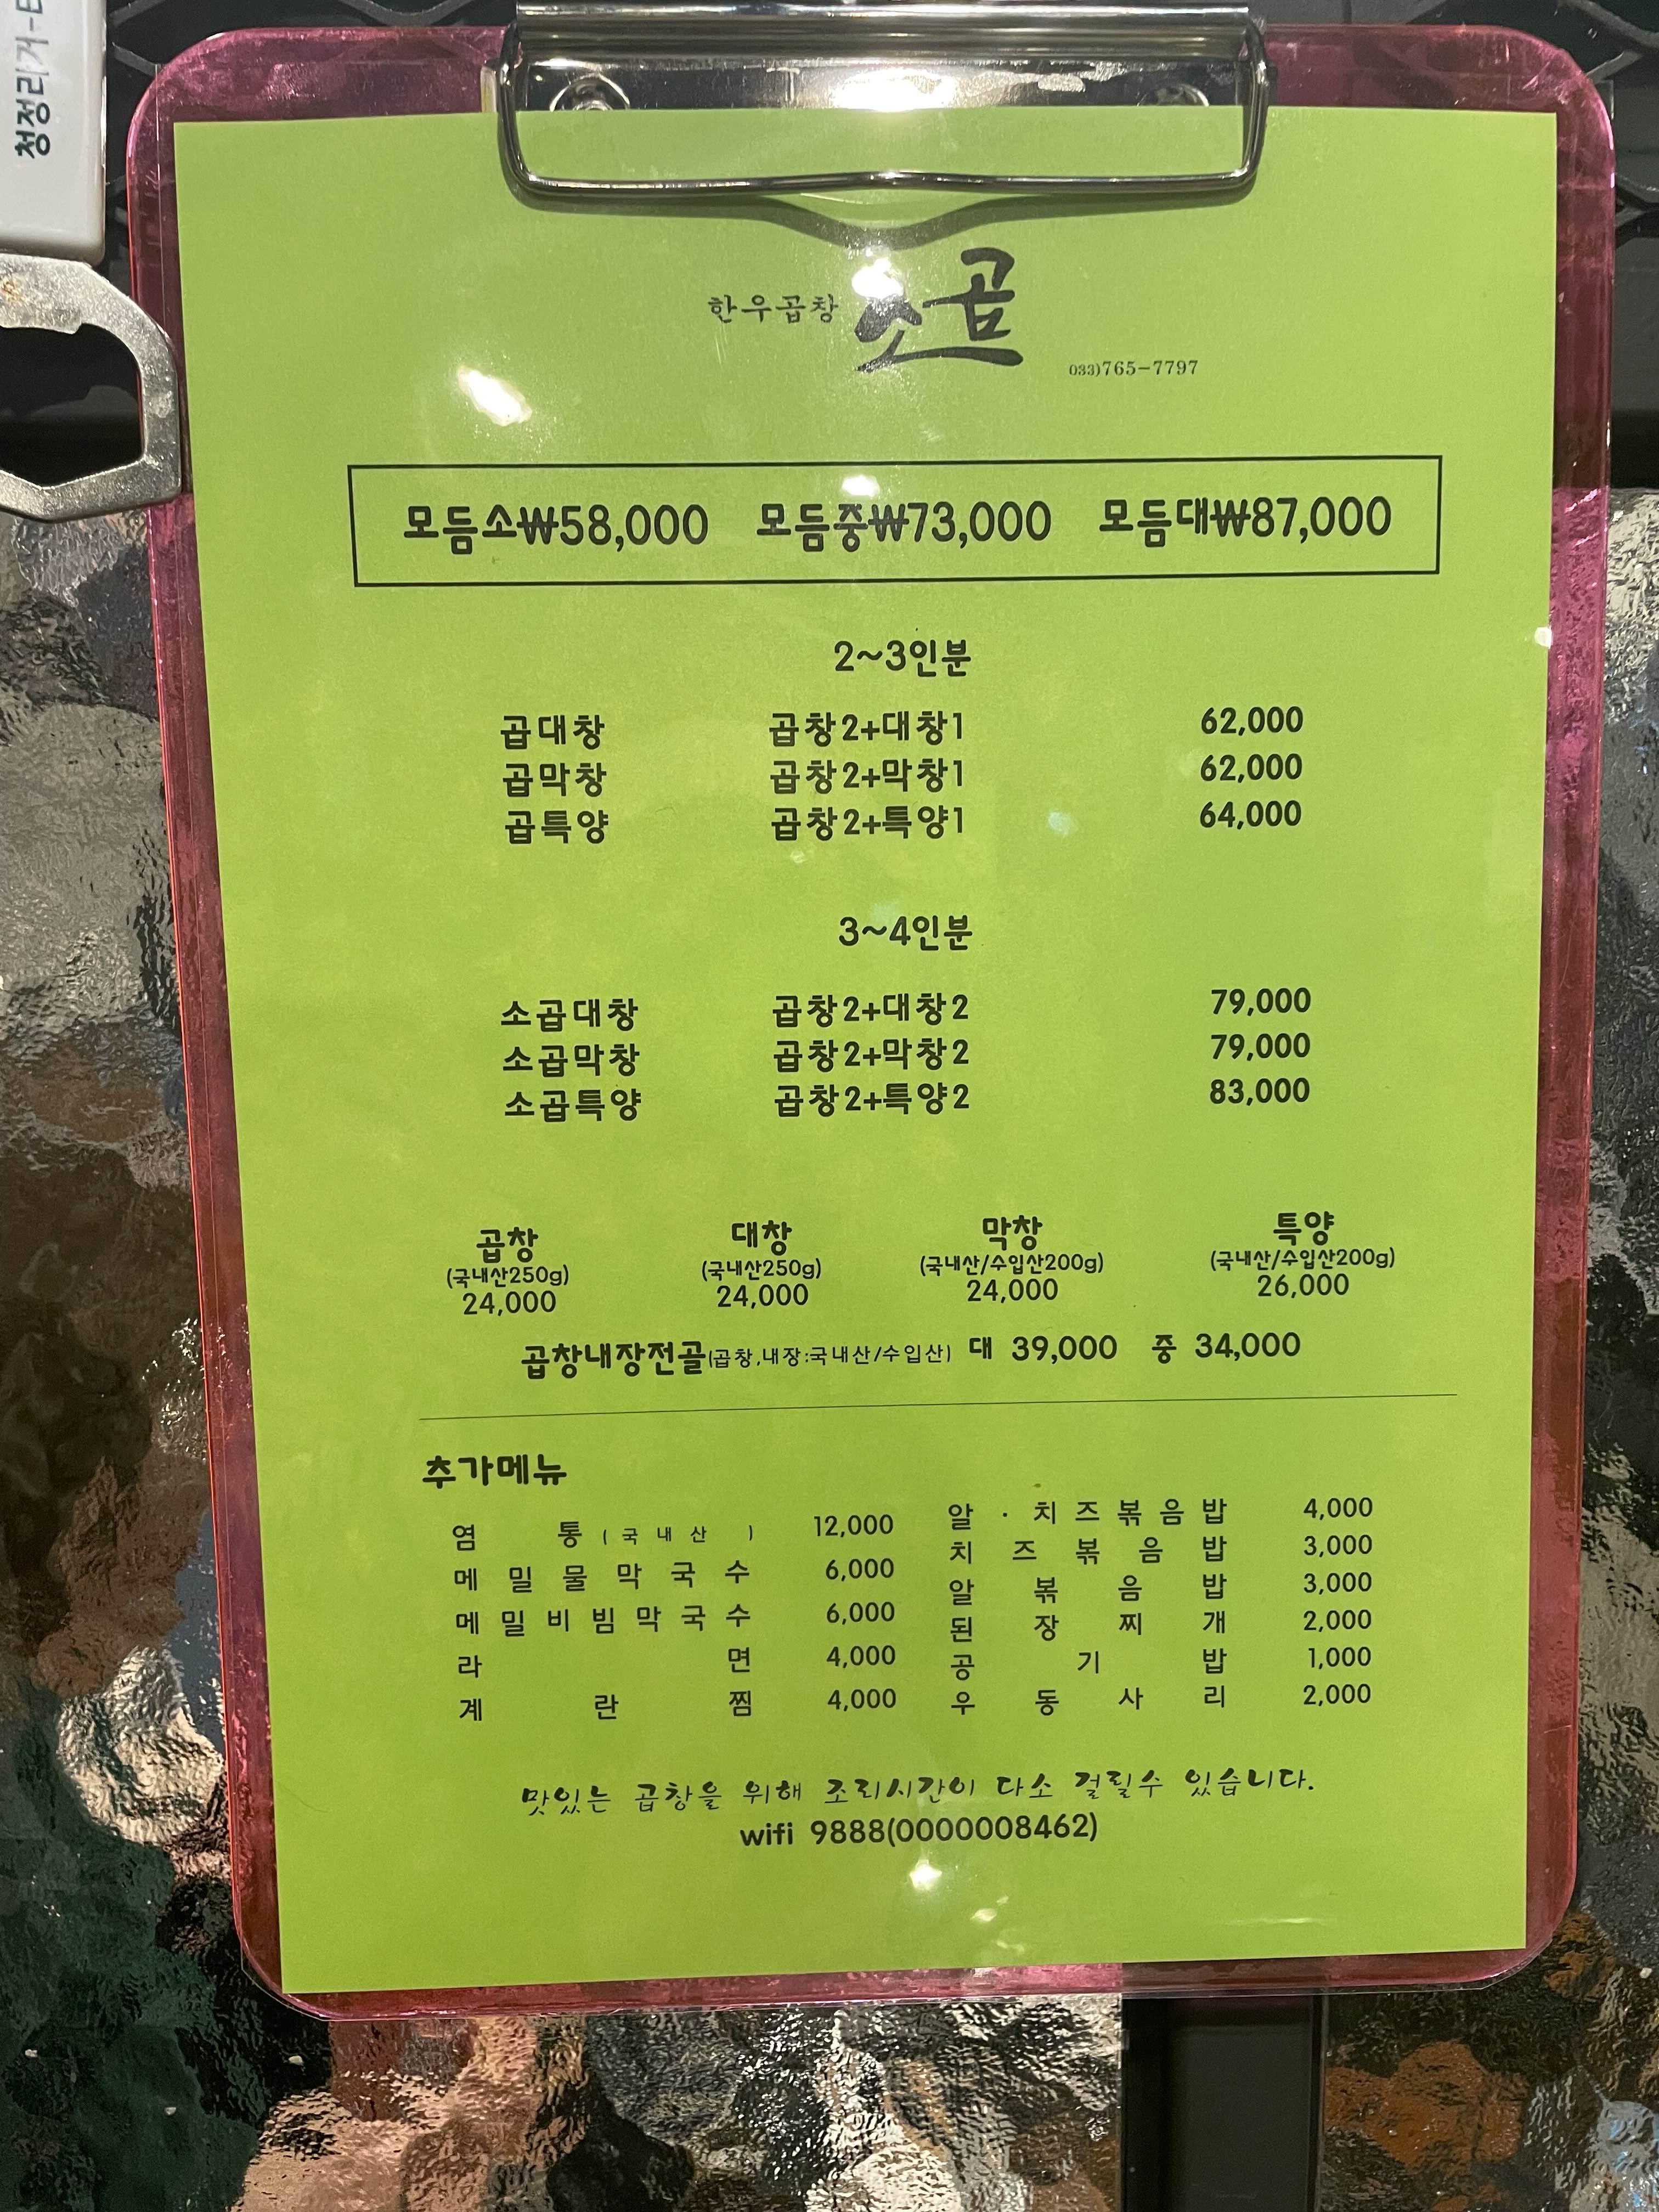 청정리거-E
한우곱창 소곱
033)765-7797
모듬소₩58,000 모듬중₩73,000 모듬대₩87,000
2~3인분
곱대창 곱창2+대창1 62,000
곱막창 곱창2+막창1 62,000
곱특양 곱창2+특양1 64,000
3~4인분
소곱대창 곱창2+대창2 79,000
소곱막창 곱창2+막창2 79,000
소곱특양 곱창2+특양2 83,000
곱창 대창 막창 특양
(국내산250g) (국내산250g) (국내산/수입산200g) (국내산/수입산200g)
24,000 24,000 24,000 26,000
곱창내장전골(곱창,내장:국내산/수입산) 대 39,000 중 34,000
추가메뉴
염통(국내산) 12,000
메밀물막국수 6,000
메밀비빔막국수 6,000
라면 4,000
계란찜 4,000
알·치즈볶음밥 4,000
치즈볶음밥 3,000
알볶음밥 3,000
된장찌개 2,000
공기밥 1,000
우동사리 2,000
맛있는 곱창을 위해 조리시간이 다소 걸릴수 있습니다.
wifi 9888(0000008462)